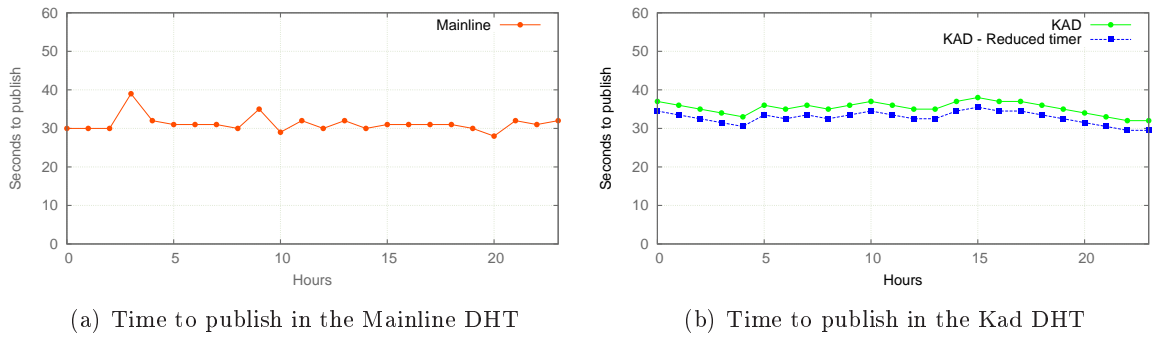 60
50
40
30
20
10
0
Seconds to publish
Mainline
0 5 10 15 20
Hours
(a) Time to publish in the Mainline DHT
60
50
40
30
20
10
0
Seconds to publish
KAD
KAD - Reduced timer
0 5 10 15 20
Hours
(b) Time to publish in the Kad DHT